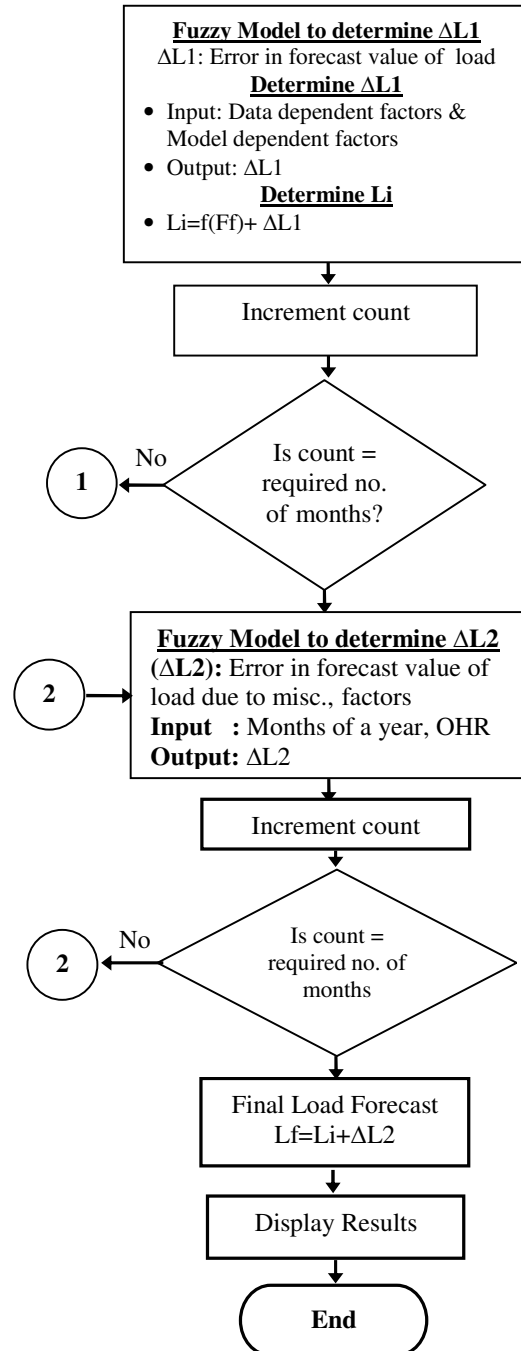 Fuzzy Model to determine ΔL1
ΔL1: Error in forecast value of load
Determine ΔL1
• Input: Data dependent factors &
Model dependent factors
• Output: ΔL1
Determine Li
• Li=f(Ff)+ ΔL1
Increment count
No
1
Is count =
required no.
of months?
Fuzzy Model to determine ΔL2
(ΔL2): Error in forecast value of
load due to misc., factors
Input : Months of a year, OHR
Output: ΔL2
2
Increment count
No
2
Is count =
required no. of
months
Final Load Forecast
Lf=Li+ΔL2
Display Results
End